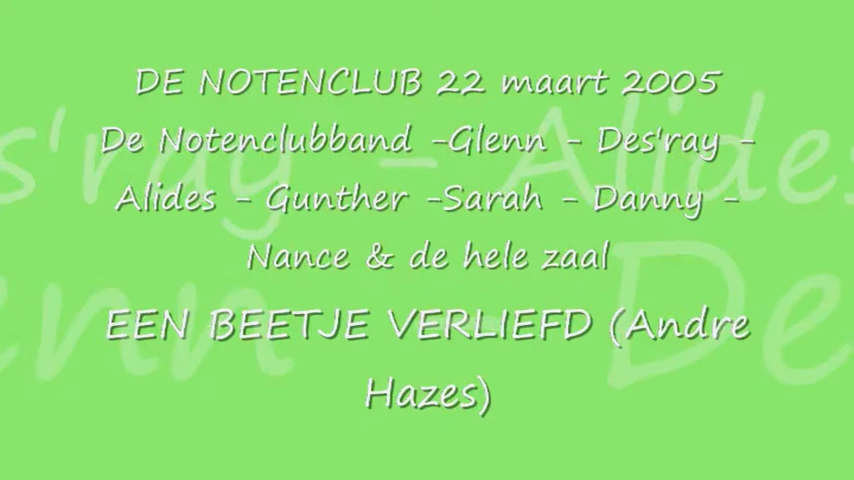 DE NOTENCLUB 22 maart 2005
De Notenclubband -Glenn - Des'ray -
Alides - Gunther -Sarah - Danny -
Nance & de hele zaal
EEN BEETJE VERLIEFD (Andre
Hazes)